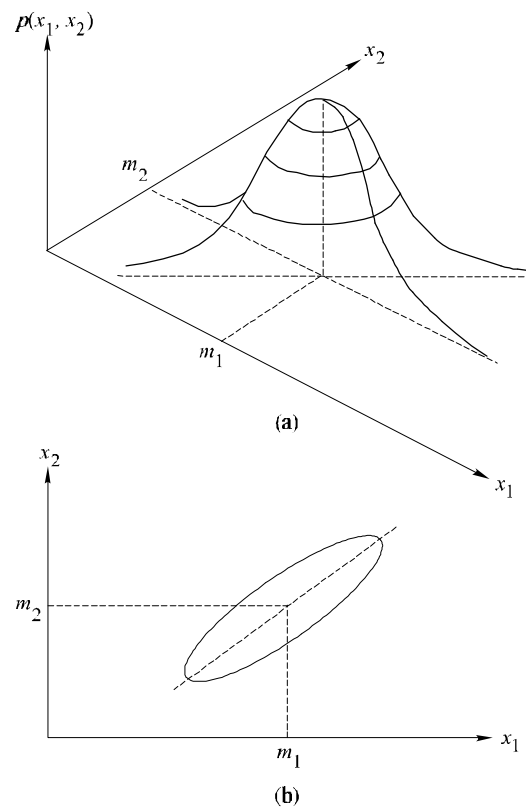 p(x₁, x₂)
x₂
m₂
m₁
(a)
x₁
x₂
m₂
m₁
x₁
(b)